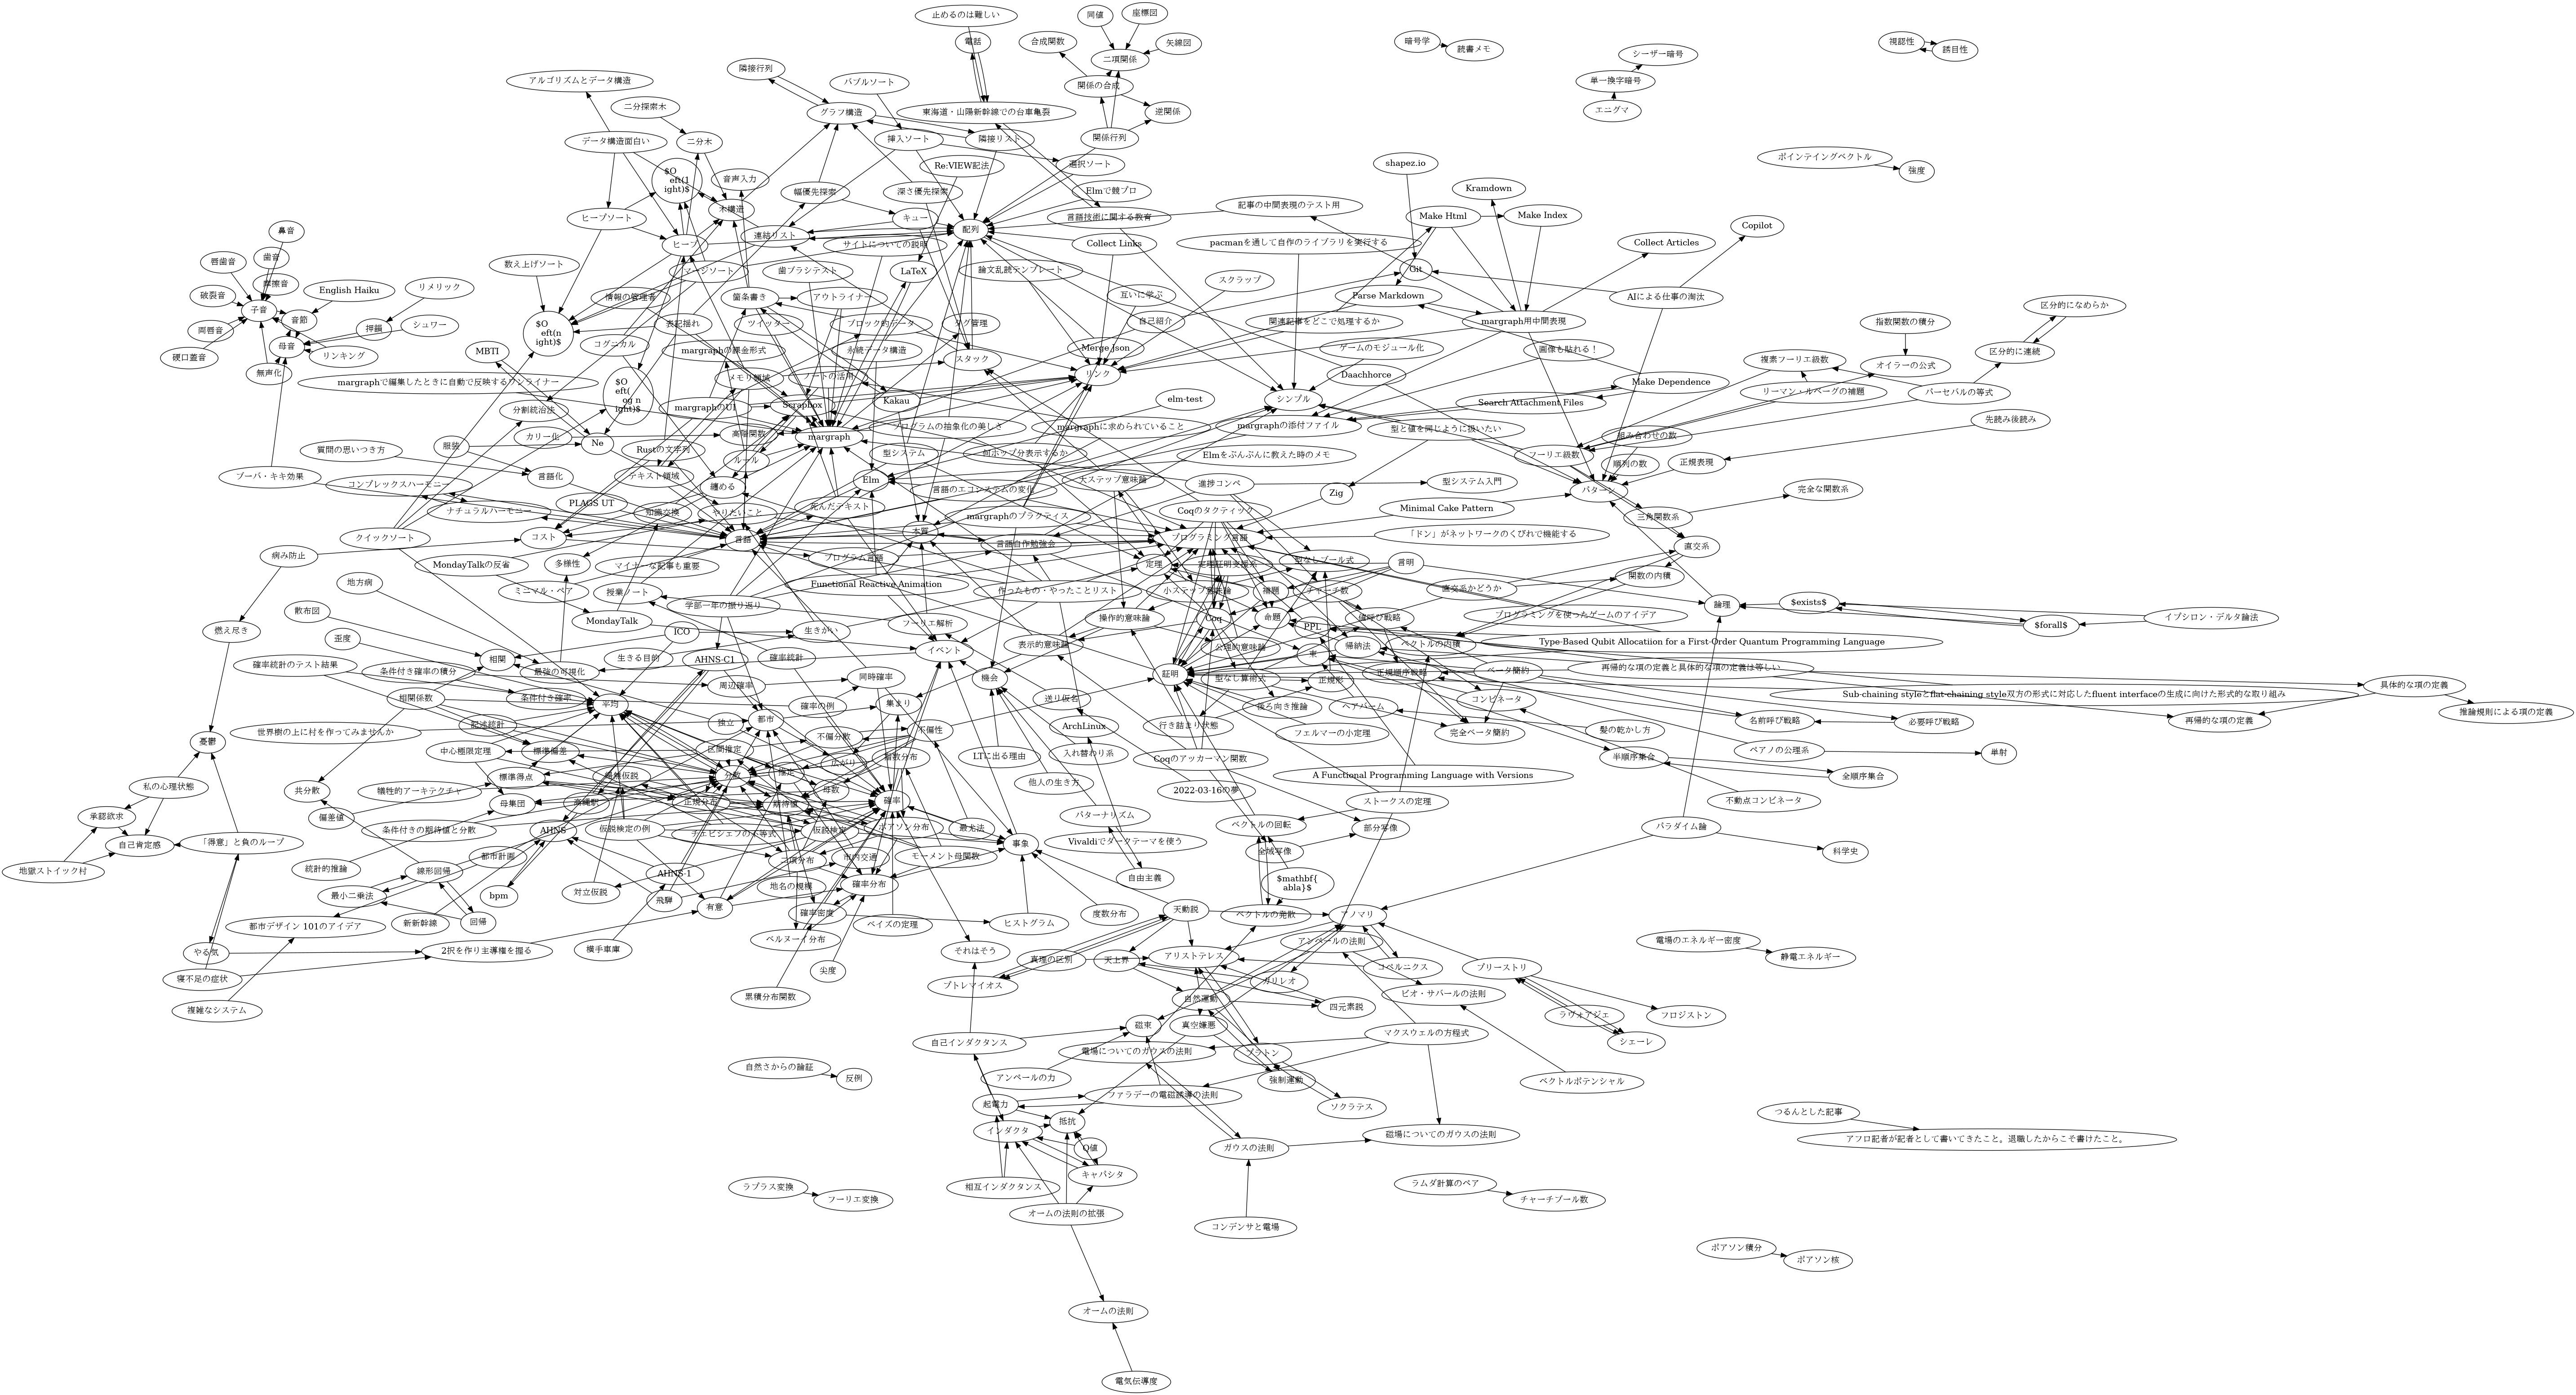 止めるのは難しい
同値
座標図
電話
合成関数
矢線図
二項関係
暗号学
読書メモ
シーザー暗号
視認性
誘目性
隣接行列
アルゴリズムとデータ構造
バブルソート
関係の合成
単一換字暗号
二分探索木
グラフ構造
東海道・山陽新幹線での台車亀裂
逆関係
エニグマ
データ構造面白い
二分木
挿入ソート
隣接リスト
関係行列
Re:VIEW記法
選択ソート
shapez.io
ポインテイングベクトル
強度
$O
eft(1
ight)$
音声入力
幅優先探索
深さ優先探索
Elmで競プロ
Kramdown
ヒープソート
木構造
キュー
配列
言語技術に関する教育
記事の中間表現のテスト用
Make Html
Make Index
Copilot
鼻音
連結リスト
ヒープ
サイトについての説明
Collect Links
pacmanを通して自作のライブラリを実行する
Collect Articles
唇歯音
歯音
数え上げソート
マージソート
歯ブラシテスト
LaTeX
論文乱読テンプレート
Git
摩擦音
English Haiku
リメリック
スクラップ
破裂音
情報の管理者
箇条書き
アウトライナー
互いに学ぶ
Parse Markdown
AIによる仕事の淘汰
区分的になめらか
子音
音節
押韻
シュワー
表記揺れ
ツイッター
ブロック的データ
タグ管理
自己紹介
関連記事をどこで処理するか
margraph用中間表現
指数関数の積分
両唇音
$O
eft(n
ight)$
母音
リンキング
コグニカル
margraphの課金形式
永続データ構造
Merge Json
ゲームのモジュール化
画像も貼れる！
オイラーの公式
区分的に連続
硬口蓋音
MBTI
スタック
複素フーリエ級数
無声化
メモリ領域
ノートの活用
リンク
Daachhorce
margraphで編集したときに自動で反映するワンライナー
$O
eft(
og n
ight)$
Make Dependence
リーマン・ルベーグの補題
パーセバルの等式
分割統治法
margraphのUI
Scrapbox
Kakau
elm-test
シンプル
Search Attachment Files
先読み後読み
カリー化
Ne
高階関数
margraph
プログラムの抽象化の美しさ
margraphに求められていること
margraphの添付ファイル
型と値を同じように扱いたい
組み合わせの数
服装
質問の思いつき方
Rustの文字列
ルール
型システム
何ホップ分表示するか
Elmをぶんぶんに教えた時のメモ
フーリエ級数
順列の数
正規表現
ブーバ・キキ効果
言語化
テキスト領域
Elm
大ステップ意味論
進捗コンペ
型システム入門
コンプレックスハーモニー
纏める
言語のエコシステムの変化
Zig
パターン
完全な関数系
ナチュラルハーモニー
PLAGS UT
知識交換
やりたいこと
死んだテキスト
margraphのプラクティス
Coqのタクティック
Minimal Cake Pattern
三角関数系
クイックソート
コスト
言語
本質
言語自作勉強会
プログラミング言語
「ドン」がネットワークのくびれで機能する
直交系
病み防止
MondayTalkの反省
多様性
マイナーな記事も重要
プログラム言語
定理
定理証明支援系
型なしブール式
言明
関数の内積
地方病
ミニマル・ペア
授業ノート
Functional Reactive Animation
作ったもの・やったことリスト
小ステップ意味論
補題
チャーチ数
直交系かどうか
散布図
学部一年の振り返り
論理
$exists$
イプシロン・デルタ論法
燃え尽き
歪度
MondayTalk
ICO
生きがい
フーリエ解析
操作的意味論
Coq
命題
PPL
値呼び戦略
プログラミングを使ったゲームのアイデア
$forall$
相関
生きる目的
AHNS-C1
確率統計
イベント
表示的意味論
公理的意味論
束
帰納法
ベクトルの内積
Type-Based Qubit Allocatiion for a First-Order Quantum Programming Language
確率統計のテスト結果
条件付き確率の積分
最強の可視化
周辺確率
同時確率
機会
証明
型なし算術式
正規形
正規順序戦略
ベータ簡約
再帰的な項の定義と具体的な項の定義は等しい
具体的な項の定義
憂鬱
相関係数
条件付き確率
平均
確率の例
集まり
送り仮名
後ろ向き推論
ヘアバーム
コンビネータ
Sub-chaining styleとflat-chaining style双方の形式に対応したfluent interfaceの生成に向けた形式的な取り組み
推論規則による項の定義
世界樹の上に村を作ってみませんか
記述統計
独立
都市
不偏分散
不偏性
ArchLinux
行き詰まり状態
フェルマーの小定理
完全ベータ簡約
髪の乾かし方
名前呼び戦略
必要呼び戦略
再帰的な項の定義
中心極限定理
標準偏差
区間推定
広がり
指数分布
LTに出る理由
入れ替わり系
Coqのアッカーマン関数
半順序集合
ペアノの公理系
単射
私の心理状態
共分散
標準得点
帰無仮説
分散
推定
母数
他人の生き方
A Functional Programming Language with Versions
全順序集合
犠牲的アーキテクチャ
母集団
高幡駅
正規分布
期待値
確率
2022-03-16の夢
ストークスの定理
不動点コンビネータ
承認欲求
偏差値
条件付きの期待値と分散
AHNS
仮説検定の例
チェビシェフの不等式
仮説検定
ポアソン分布
最尤法
パターナリズム
ベクトルの回転
部分写像
パラダイム論
自己肯定感
「得意」と負のループ
事象
Vivaldiでダークテーマを使う
全域写像
科学史
地獄ストイック村
統計的推論
都市計画
線形回帰
二項分布
市内交通
モーメント母関数
自由主義
$mathbf{
abla}$
最小二乗法
bpm
対立仮説
AHNS-1
地名の規模
確率分布
飛騨
有意
確率密度
ヒストグラム
度数分布
天動説
ベクトルの発散
アノマリ
都市デザイン 101のアイデア
新新幹線
回帰
ベルヌーイ分布
ベイズの定理
アンペールの法則
電場のエネルギー密度
静電エネルギー
やる気
2択を作り主導権を握る
横手車庫
それはそう
真理の区別
天上界
アリストテレス
コペルニクス
プリーストリ
寝不足の症状
尖度
プトレマイオス
ガリレオ
ビオ・サバールの法則
複雑なシステム
累積分布関数
自然運動
四元素説
ラヴォアジェ
フロジストン
磁束
真空嫌悪
マクスウェルの方程式
シェーレ
自己インダクタンス
電場についてのガウスの法則
プラトン
自然さからの論証
反例
アンペールの力
強制運動
ベクトルポテンシャル
起電力
ファラデーの電磁誘導の法則
ソクラテス
つるんとした記事
インダクタ
抵抗
磁場についてのガウスの法則
アフロ記者が記者として書いてきたこと。退職したからこそ書けたこと。
Q値
ガウスの法則
キャパシタ
ラプラス変換
フーリエ変換
相互インダクタンス
ラムダ計算のペア
チャーチブール数
オームの法則の拡張
コンデンサと電場
ポアソン積分
ポアソン核
オームの法則
電気伝導度